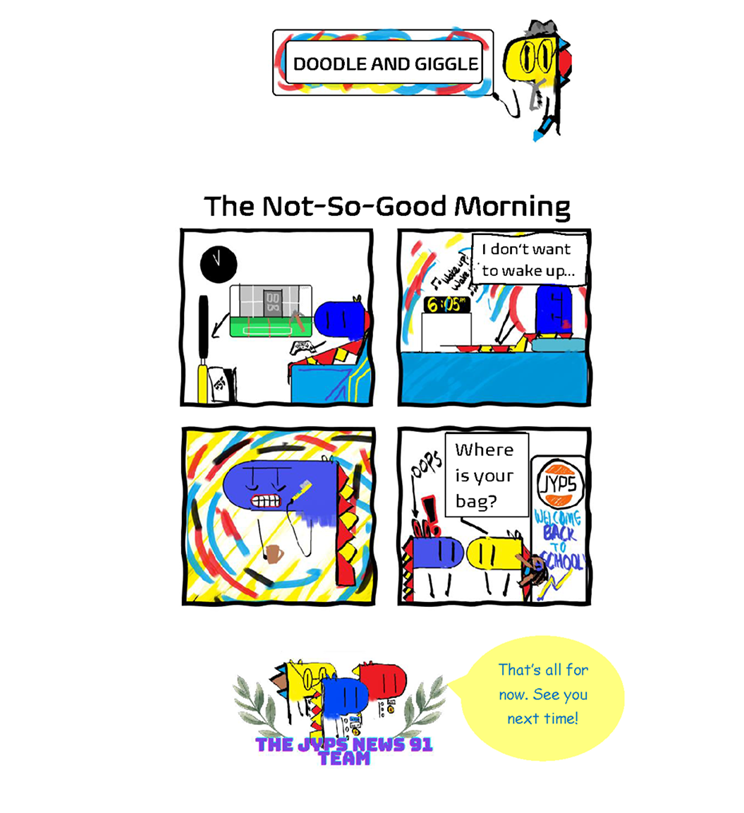 DOODLE AND GIGGLE
The Not-So-Good Morning
Wake up!
Wake
6:05
I don't want
to wake up...
OOPS
Where
is your
bag?
JYPS
WELCOME
BACK
TO
SCHOOL
That's all for
now. See you
next time!
THE JYPS NEWS 91
TEAM